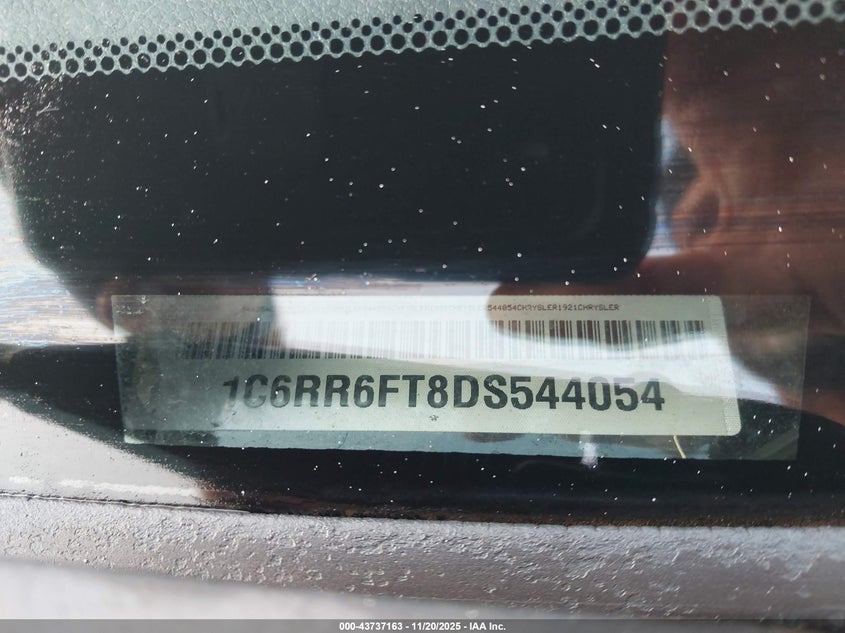 544054CHRYSLER1921CHRYSLER
1C6RR6FT8DS544054
000-43737163 - 11/20/2025 - IAA Inc.